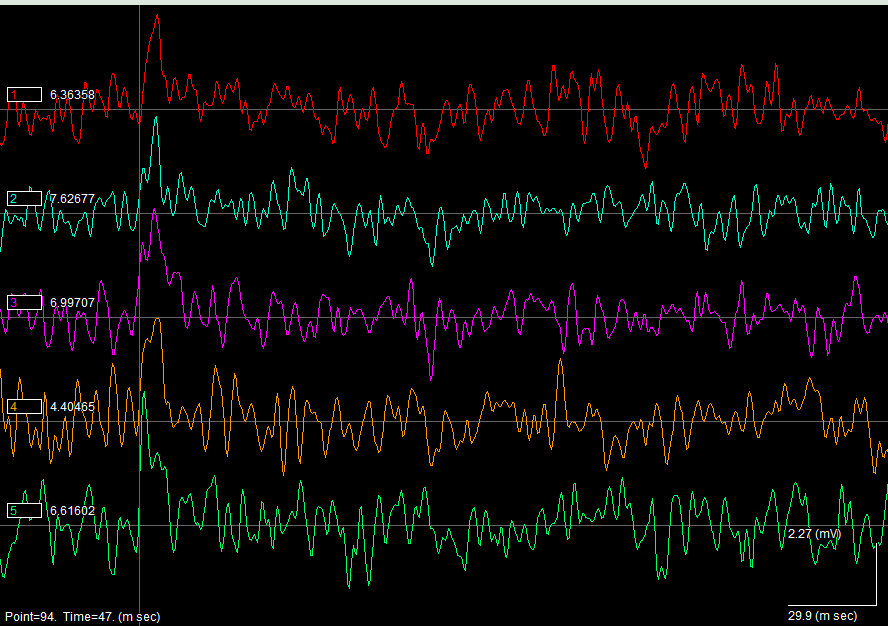 1 6.36358
2 7.62677
3 6.99707
4 4.40465
5 6.61602
2.27 (mV)
Point=94. Time=47. (m sec)
29.9 (m sec)